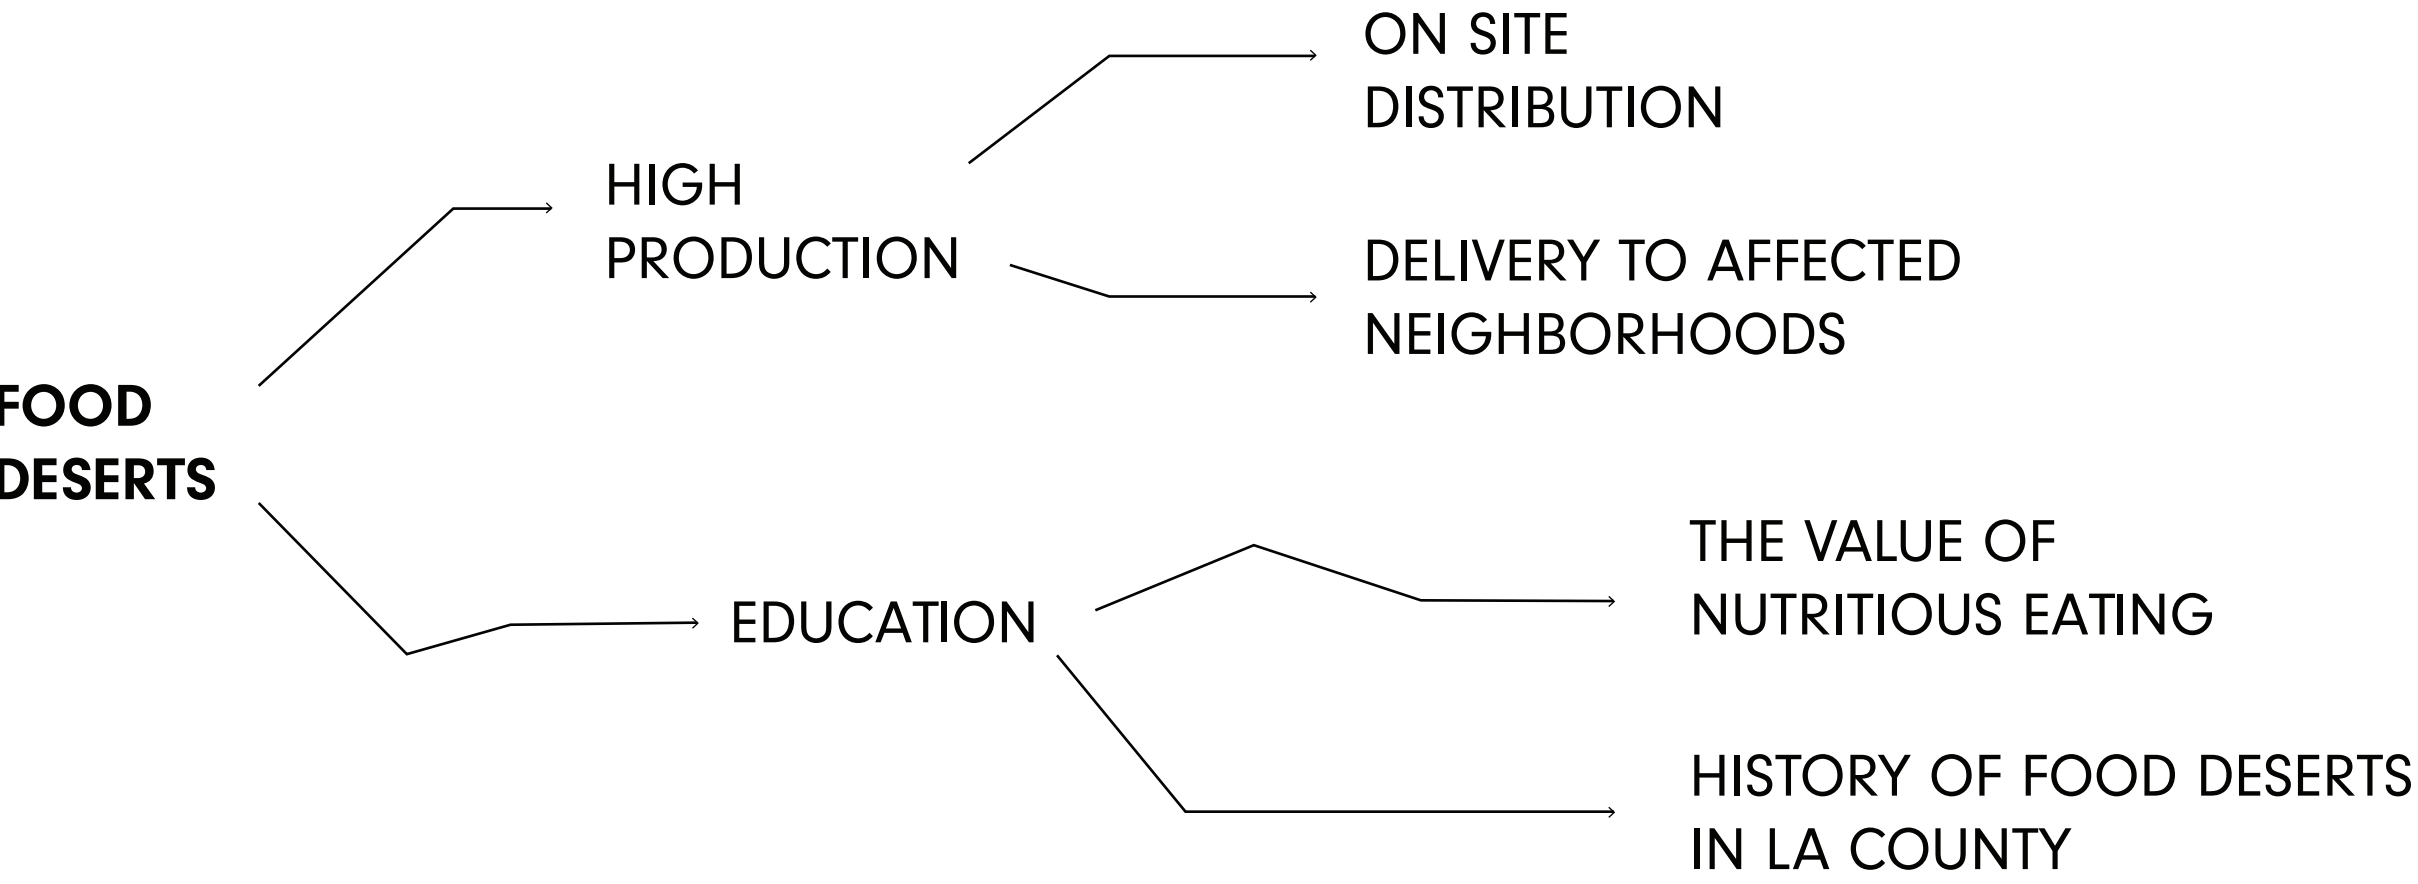 ON SITE
DISTRIBUTION
HIGH
PRODUCTION
DELIVERY TO AFFECTED
NEIGHBORHOODS
FOOD
DESERTS
EDUCATION
THE VALUE OF
NUTRITIOUS EATING
HISTORY OF FOOD DESERTS
IN LA COUNTY